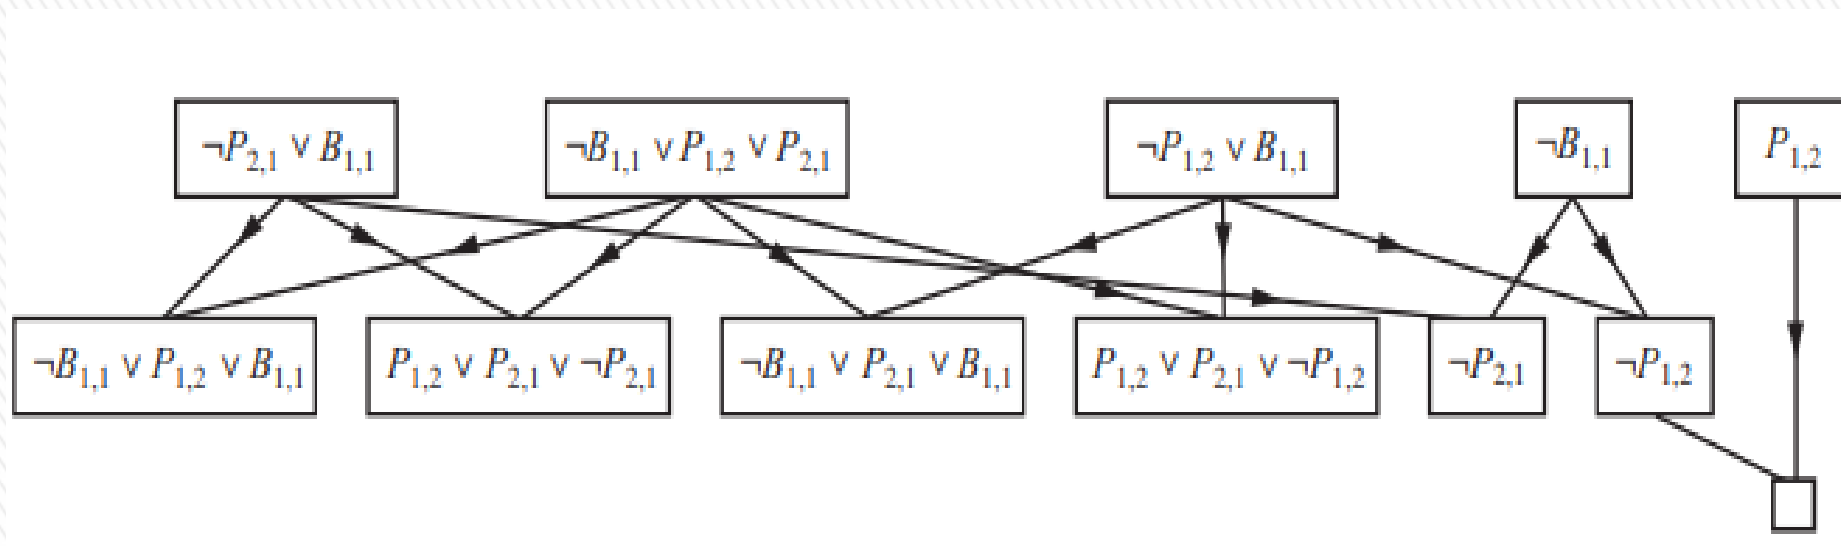 ¬P2,1 ∨ B1,1 ¬B1,1 ∨ P1,2 ∨ P2,1 ¬P1,2 ∨ B1,1 ¬B1,1 P1,2
¬B1,1 ∨ P1,2 ∨ B1,1 P1,2 ∨ P2,1 ∨ ¬P2,1 ¬B1,1 ∨ P2,1 ∨ B1,1 P1,2 ∨ P2,1 ∨ ¬P1,2 ¬P2,1 ¬P1,2